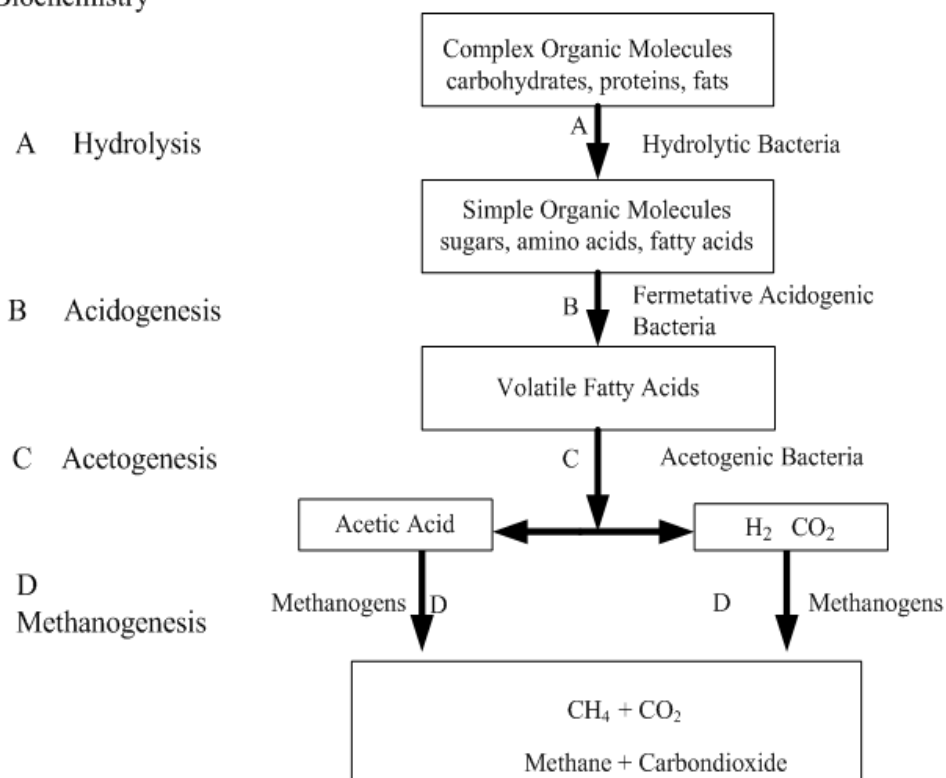 Biochemistry
Complex Organic Molecules
carbohydrates, proteins, fats
A
A Hydrolysis
Hydrolytic Bacteria
Simple Organic Molecules
sugars, amino acids, fatty acids
B Acidogenesis
B
Fermetative Acidogenic
Bacteria
Volatile Fatty Acids
C Acetogenesis
C
Acetogenic Bacteria
Acetic Acid
H₂ CO₂
D
Methanogenesis
Methanogens D
D Methanogens
CH₄ + CO₂
Methane + Carbondioxide